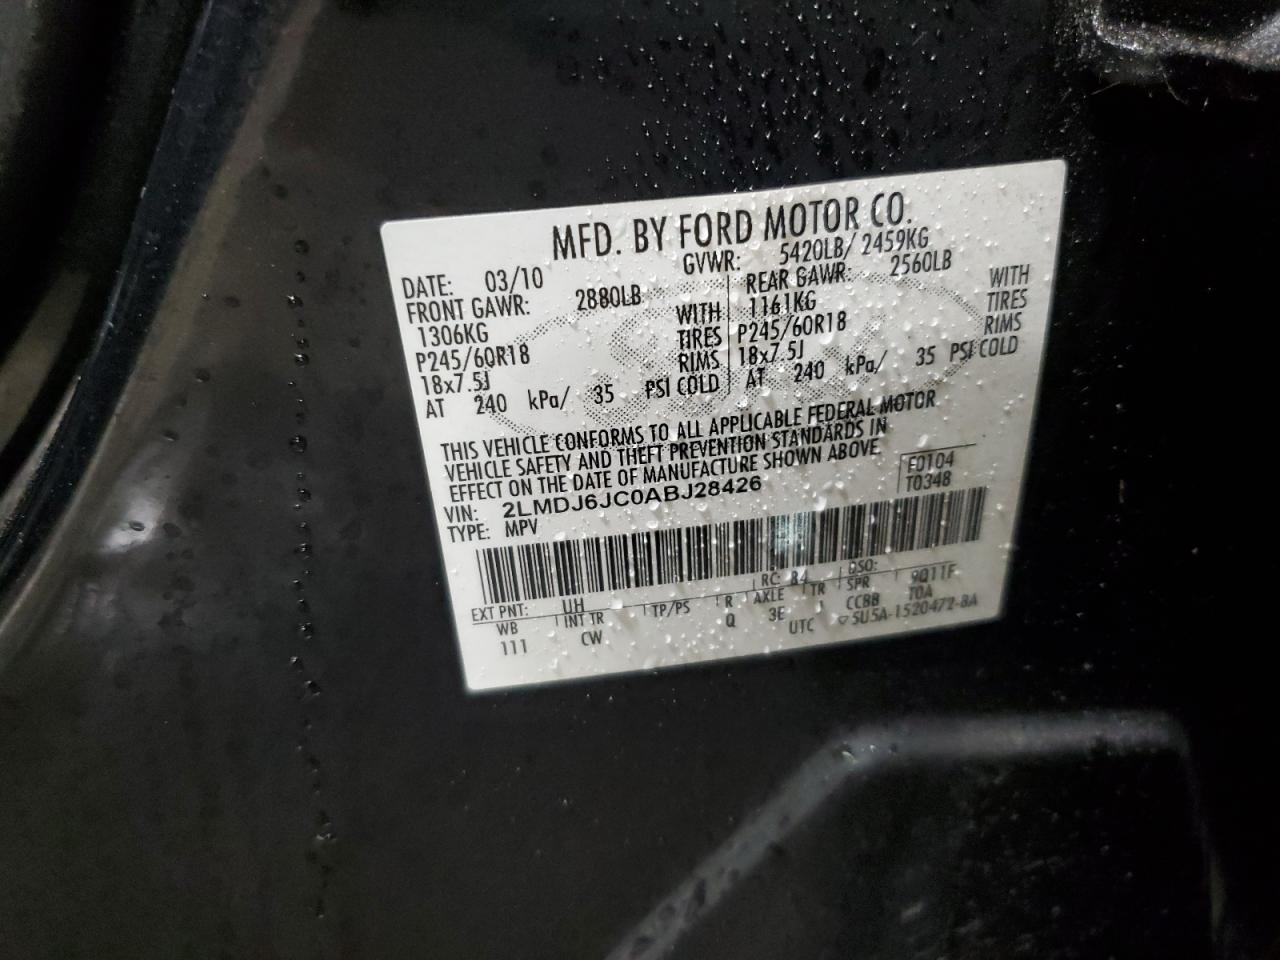 MFD. BY FORD MOTOR CO.
DATE: 03/10 GVWR: 5420LB/ 2459KG
FRONT GAWR: 2880LB REAR GAWR: 2560LB
1306KG WITH 1161KG WITH
P245/60R18 TIRES P245/60R18 TIRES
18x7.5J RIMS 18x7.5J RIMS
AT 240 kPa/ 35 PSI COLD AT 240 kPa/ 35 PSI COLD
THIS VEHICLE CONFORMS TO ALL APPLICABLE FEDERAL MOTOR
VEHICLE SAFETY AND THEFT PREVENTION STANDARDS IN
EFFECT ON THE DATE OF MANUFACTURE SHOWN ABOVE.
VIN: 2LMDJ6JC0ABJ28426 F0104
TYPE: MPV T0348
EXT PNT: UH RC: 84 DSO: 9Q11F
WB INT TR TP/PS R AXLE TR SPR TOA
111 CW Q 3E J CCBB
UTC ▽5U5A-1520472-BA